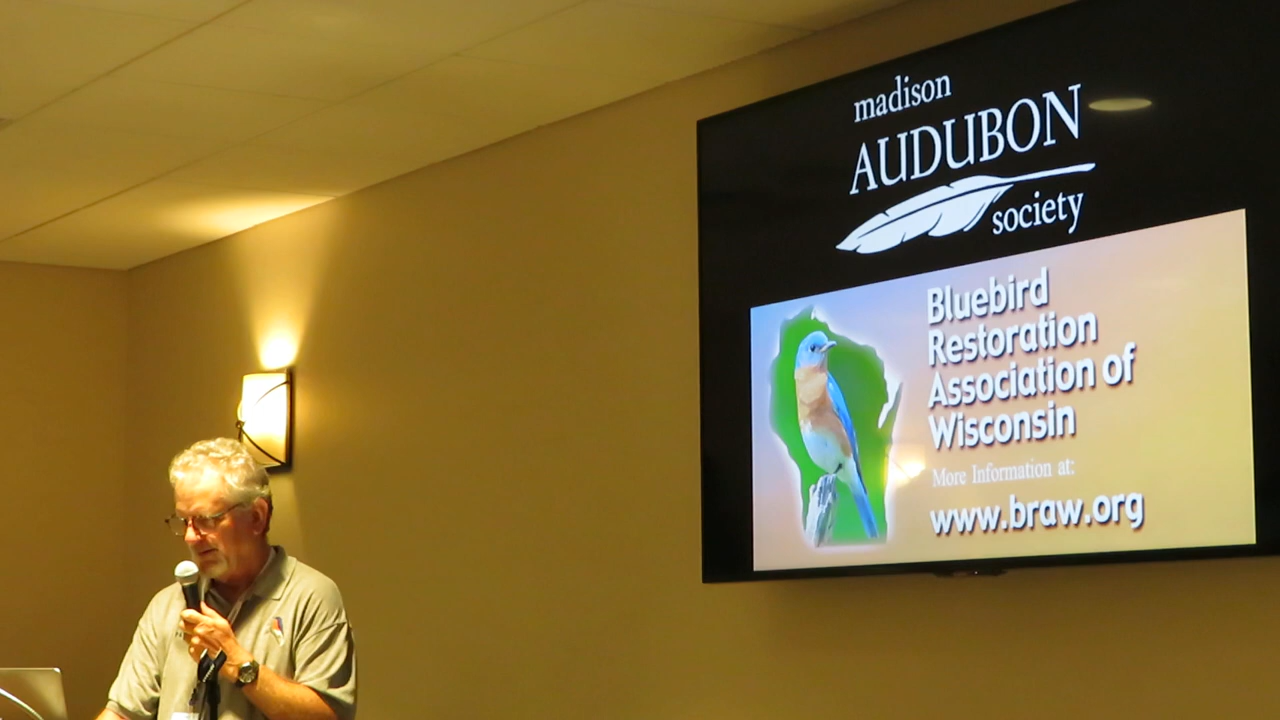 madison
AUDUBON
society
Bluebird
Restoration
Association of
Wisconsin
More Information at:
www.braw.org